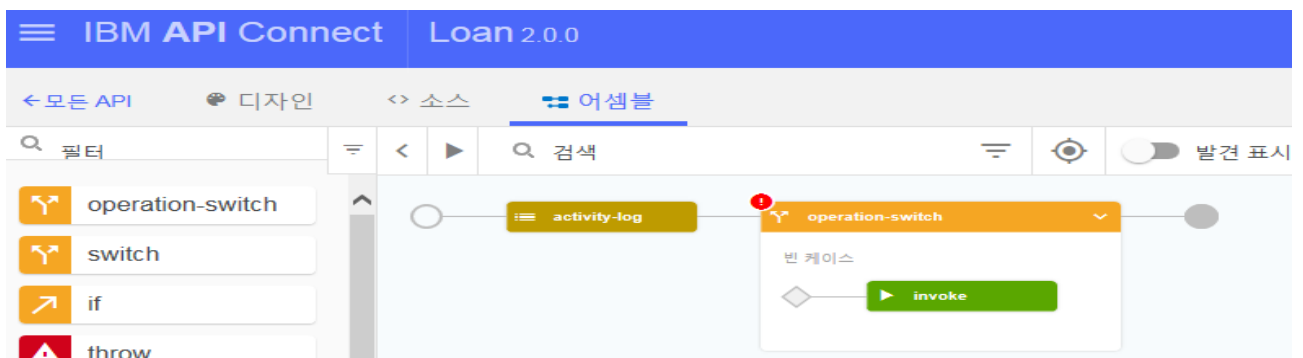 IBM API Connect Loan 2.0.0
←모든 API 디자인 <> 소스 어셈블
필터 검색 발견 표시
operation-switch
switch
if
throw
activity-log
operation-switch
빈 케이스
invoke